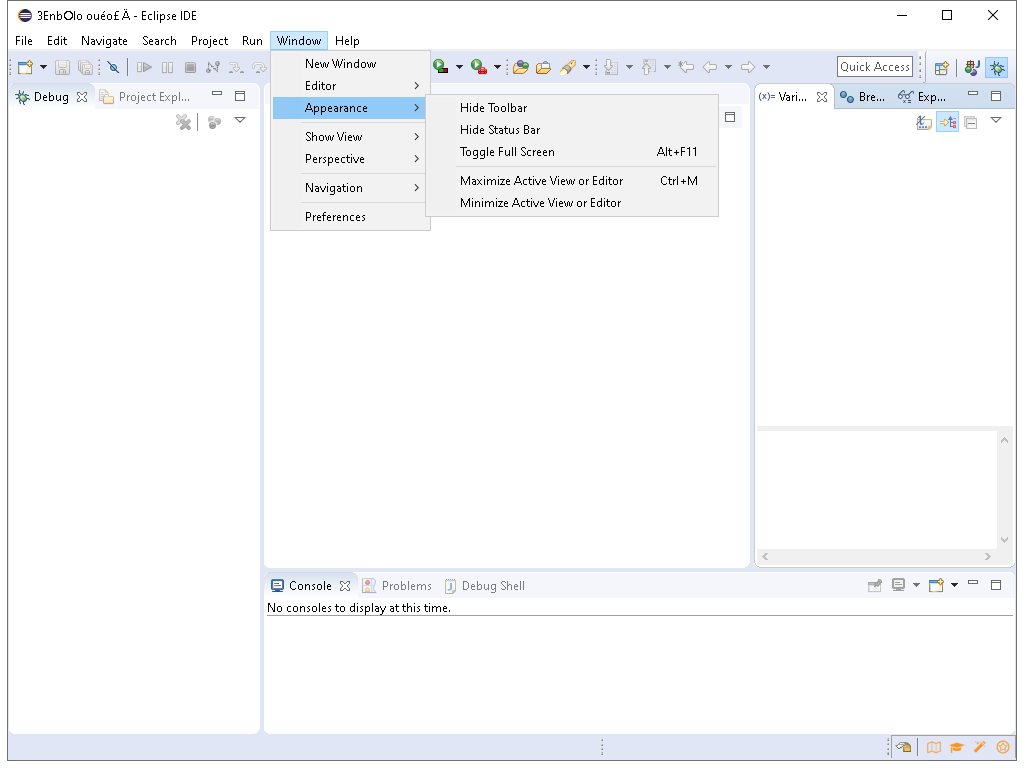 3EnbOlo ouéo£Ä - Eclipse IDE
File Edit Navigate Search Project Run Window Help
Quick Access
New Window
Editor
Appearance
Show View
Perspective
Navigation
Preferences
Hide Toolbar
Hide Status Bar
Toggle Full Screen Alt+F11
Maximize Active View or Editor Ctrl+M
Minimize Active View or Editor
Debug Project Expl...
(x)= Vari... Bre... Exp...
Console Problems Debug Shell
No consoles to display at this time.